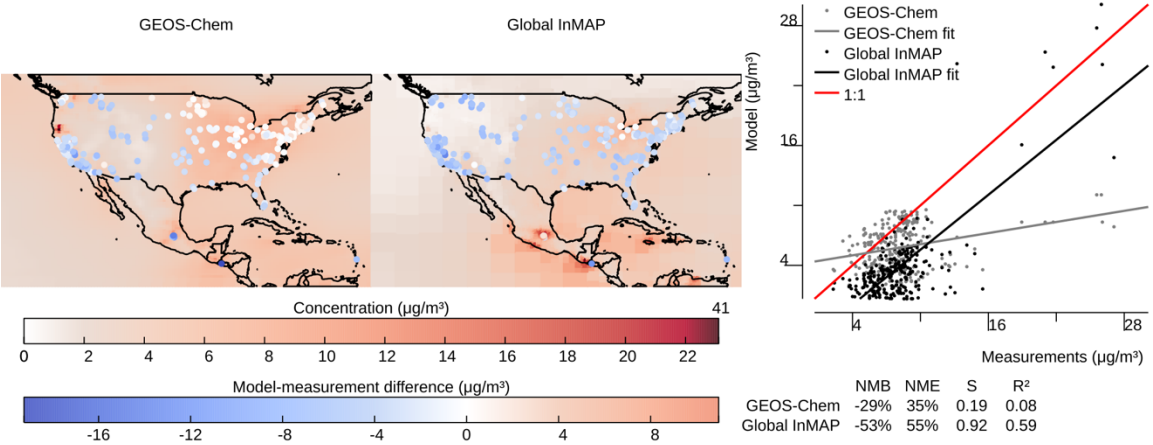 GEOS-Chem
Global InMAP
Concentration (µg/m³)
41
0 2 4 6 8 10 12 14 16 18 20 22
Model-measurement difference (µg/m³)
-16 -12 -8 -4 0 4 8
Model (µg/m³)
28
16
4
GEOS-Chem
GEOS-Chem fit
Global InMAP
Global InMAP fit
1:1
4 16 28
Measurements (µg/m³)
NMB NME S R²
GEOS-Chem -29% 35% 0.19 0.08
Global InMAP -53% 55% 0.92 0.59